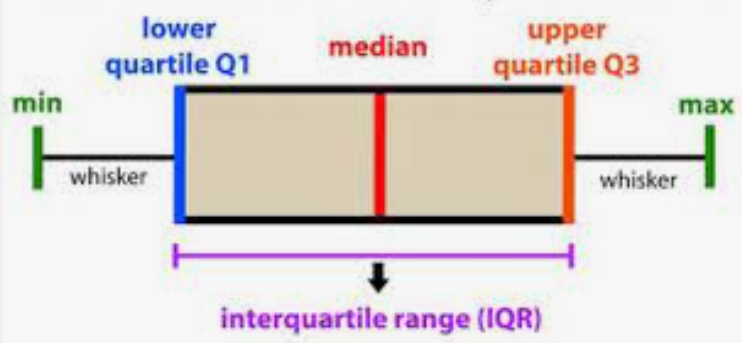 lower
quartile Q1
median
upper
quartile Q3
min
max
whisker
whisker
interquartile range (IQR)